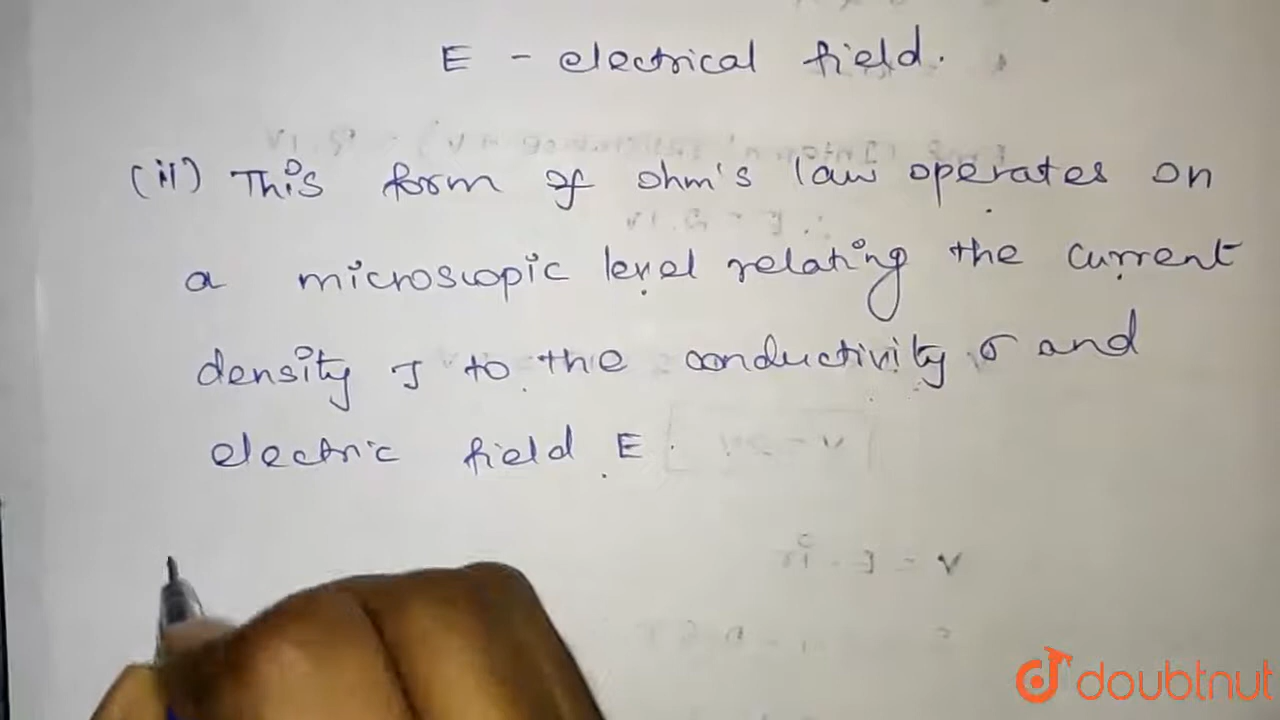 E - electrical field.
(ii) This form of ohm's law operates on
a microscopic level relating the current
density J to the conductivity σ and
electric field E.
doubtnut